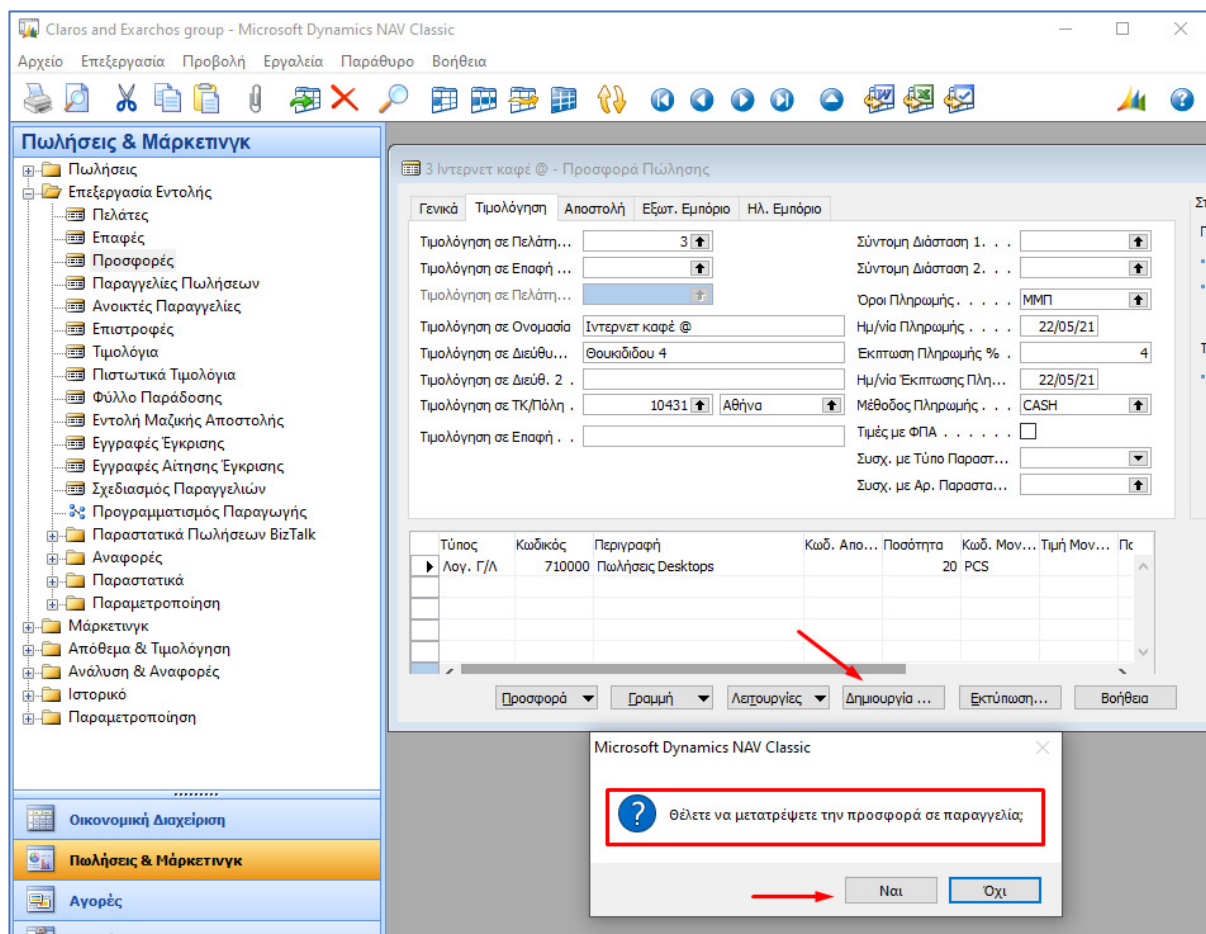 Claros and Exarchos group - Microsoft Dynamics NAV Classic
Αρχείο Επεξεργασία Προβολή Εργαλεία Παράθυρο Βοήθεια
Πωλήσεις & Μάρκετινγκ
Πωλήσεις
Επεξεργασία Εντολής
Πελάτες
Επαφές
Προσφορές
Παραγγελίες Πωλήσεων
Ανοικτές Παραγγελίες
Επιστροφές
Τιμολόγια
Πιστωτικά Τιμολόγια
Φύλλο Παράδοσης
Εντολή Μαζικής Αποστολής
Εγγραφές Έγκρισης
Εγγραφές Αίτησης Έγκρισης
Σχεδιασμός Παραγγελιών
Προγραμματισμός Παραγωγής
Παραστατικά Πωλήσεων BizTalk
Αναφορές
Παραστατικά
Παραμετροποίηση
Μάρκετινγκ
Απόθεμα & Τιμολόγηση
Ανάλυση & Αναφορές
Ιστορικό
Παραμετροποίηση
Οικονομική Διαχείριση
Πωλήσεις & Μάρκετινγκ
Αγορές
3 Ιντερνετ καφέ @ - Προσφορά Πώλησης
Γενικά Τιμολόγηση Αποστολή Εξωτ. Εμπόριο Ηλ. Εμπόριο
Τιμολόγηση σε Πελάτη... 3
Τιμολόγηση σε Επαφή ...
Τιμολόγηση σε Πελάτη...
Τιμολόγηση σε Ονομασία Ιντερνετ καφέ @
Τιμολόγηση σε Διεύθυ... Θουκιδίδου 4
Τιμολόγηση σε Διεύθ. 2 .
Τιμολόγηση σε ΤΚ/Πόλη . 10431 Αθήνα
Τιμολόγηση σε Επαφή . .
Σύντομη Διάσταση 1. . .
Σύντομη Διάσταση 2. . .
Όροι Πληρωμής . . . . . ΜΜΠ
Ημ/νία Πληρωμής . . . . 22/05/21
Έκπτωση Πληρωμής % . 4
Ημ/νία Έκπτωσης Πλη... 22/05/21
Μέθοδος Πληρωμής . . . CASH
Τιμές με ΦΠΑ . . . . . .
Συσχ. με Τύπο Παραστ...
Συσχ. με Αρ. Παραστα...
Τύπος Κωδικός Περιγραφή Κωδ. Απο... Ποσότητα Κωδ. Μον... Τιμή Μον... Πο
Λογ. Γ/Λ 710000 Πωλήσεις Desktops 20 PCS
Προσφορά Γραμμή Λειτουργίες Δημιουργία ... Εκτύπωση... Βοήθεια
Microsoft Dynamics NAV Classic
Θέλετε να μετατρέψετε την προσφορά σε παραγγελία;
Ναι Όχι